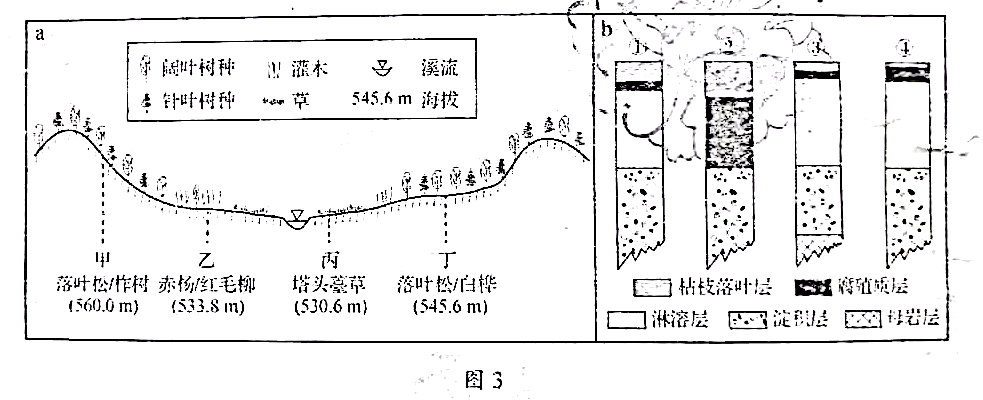 a
阔叶树种 灌木 溪流
针叶树种 草 545.6 m 海拔
甲 乙 丙 丁
落叶松/柞树 赤杨/红毛柳 塔头薹草 落叶松/白桦
(560.0 m) (533.8 m) (530.6 m) (545.6 m)
b
① ② ③ ④
枯枝落叶层 腐殖质层
淋溶层 淀积层 母岩层
图 3